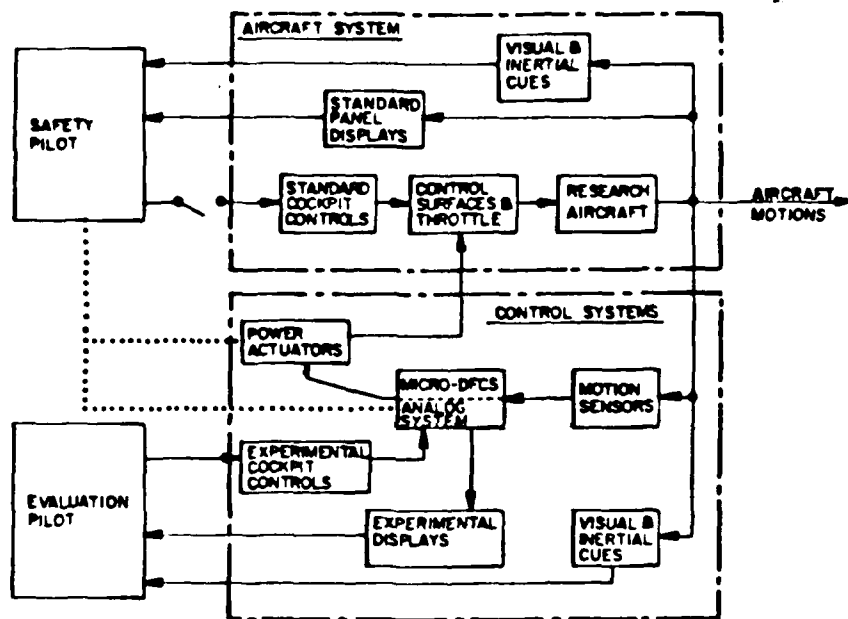 AIRCRAFT SYSTEM
VISUAL &
INERTIAL
CUES
SAFETY
PILOT
STANDARD
PANEL
DISPLAYS
STANDARD
COCKPIT
CONTROLS
CONTROL
SURFACES &
THROTTLE
RESEARCH
AIRCRAFT
AIRCRAFT
MOTIONS
CONTROL SYSTEMS
POWER
ACTUATORS
MICRO-DFCS
ANALOG
SYSTEM
MOTION
SENSORS
EXPERIMENTAL
COCKPIT
CONTROLS
EVALUATION
PILOT
EXPERIMENTAL
DISPLAYS
VISUAL &
INERTIAL
CUES